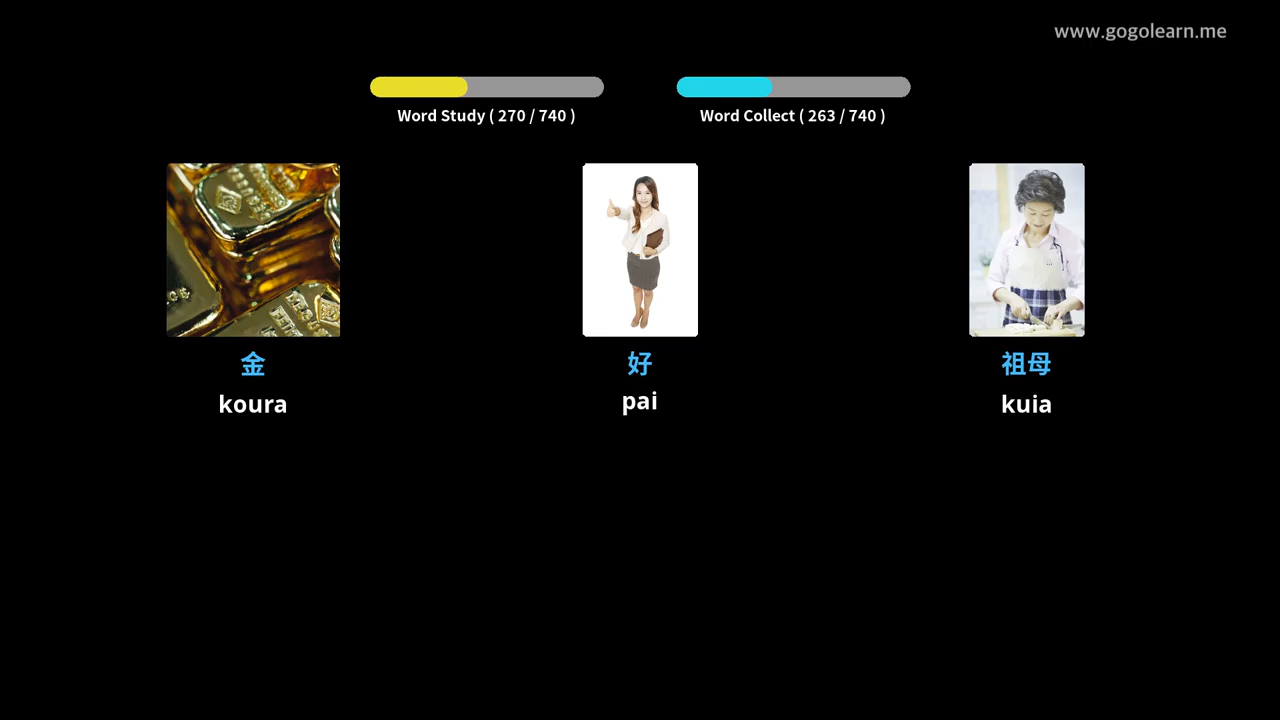 www.gogolearn.me
Word Study ( 270 / 740 )
Word Collect ( 263 / 740 )
金
好
祖母
koura
pai
kuia